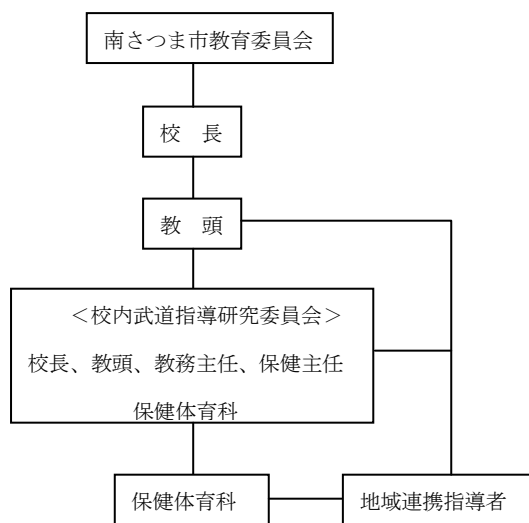 南さつま市教育委員会
校　長
教　頭
＜校内武道指導研究委員会＞
校長、教頭、教務主任、保健主任
保健体育科
保健体育科
地域連携指導者